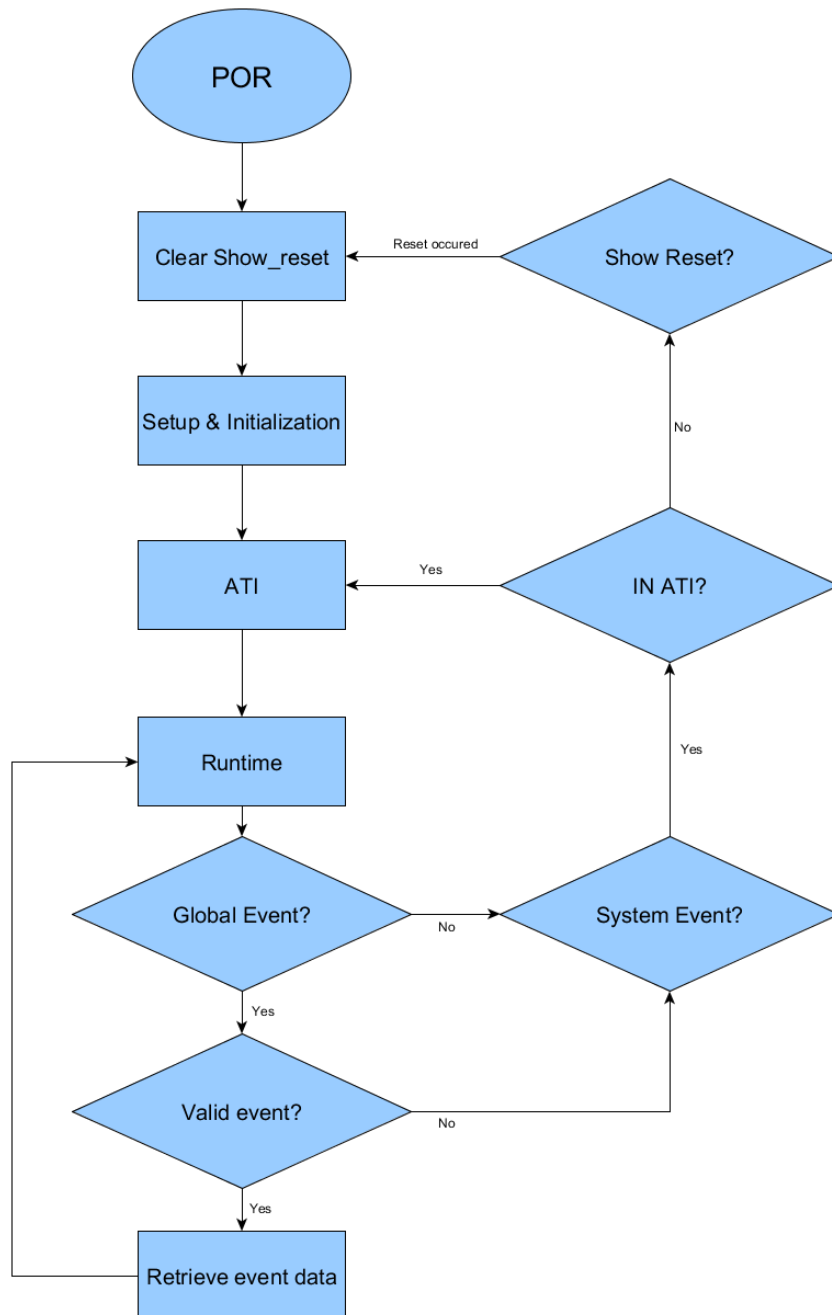 POR
Clear Show_reset
Reset occured
Show Reset?
Setup & Initialization
No
ATI
Yes
IN ATI?
Runtime
Yes
Global Event?
No
System Event?
Yes
Valid event?
No
Yes
Retrieve event data